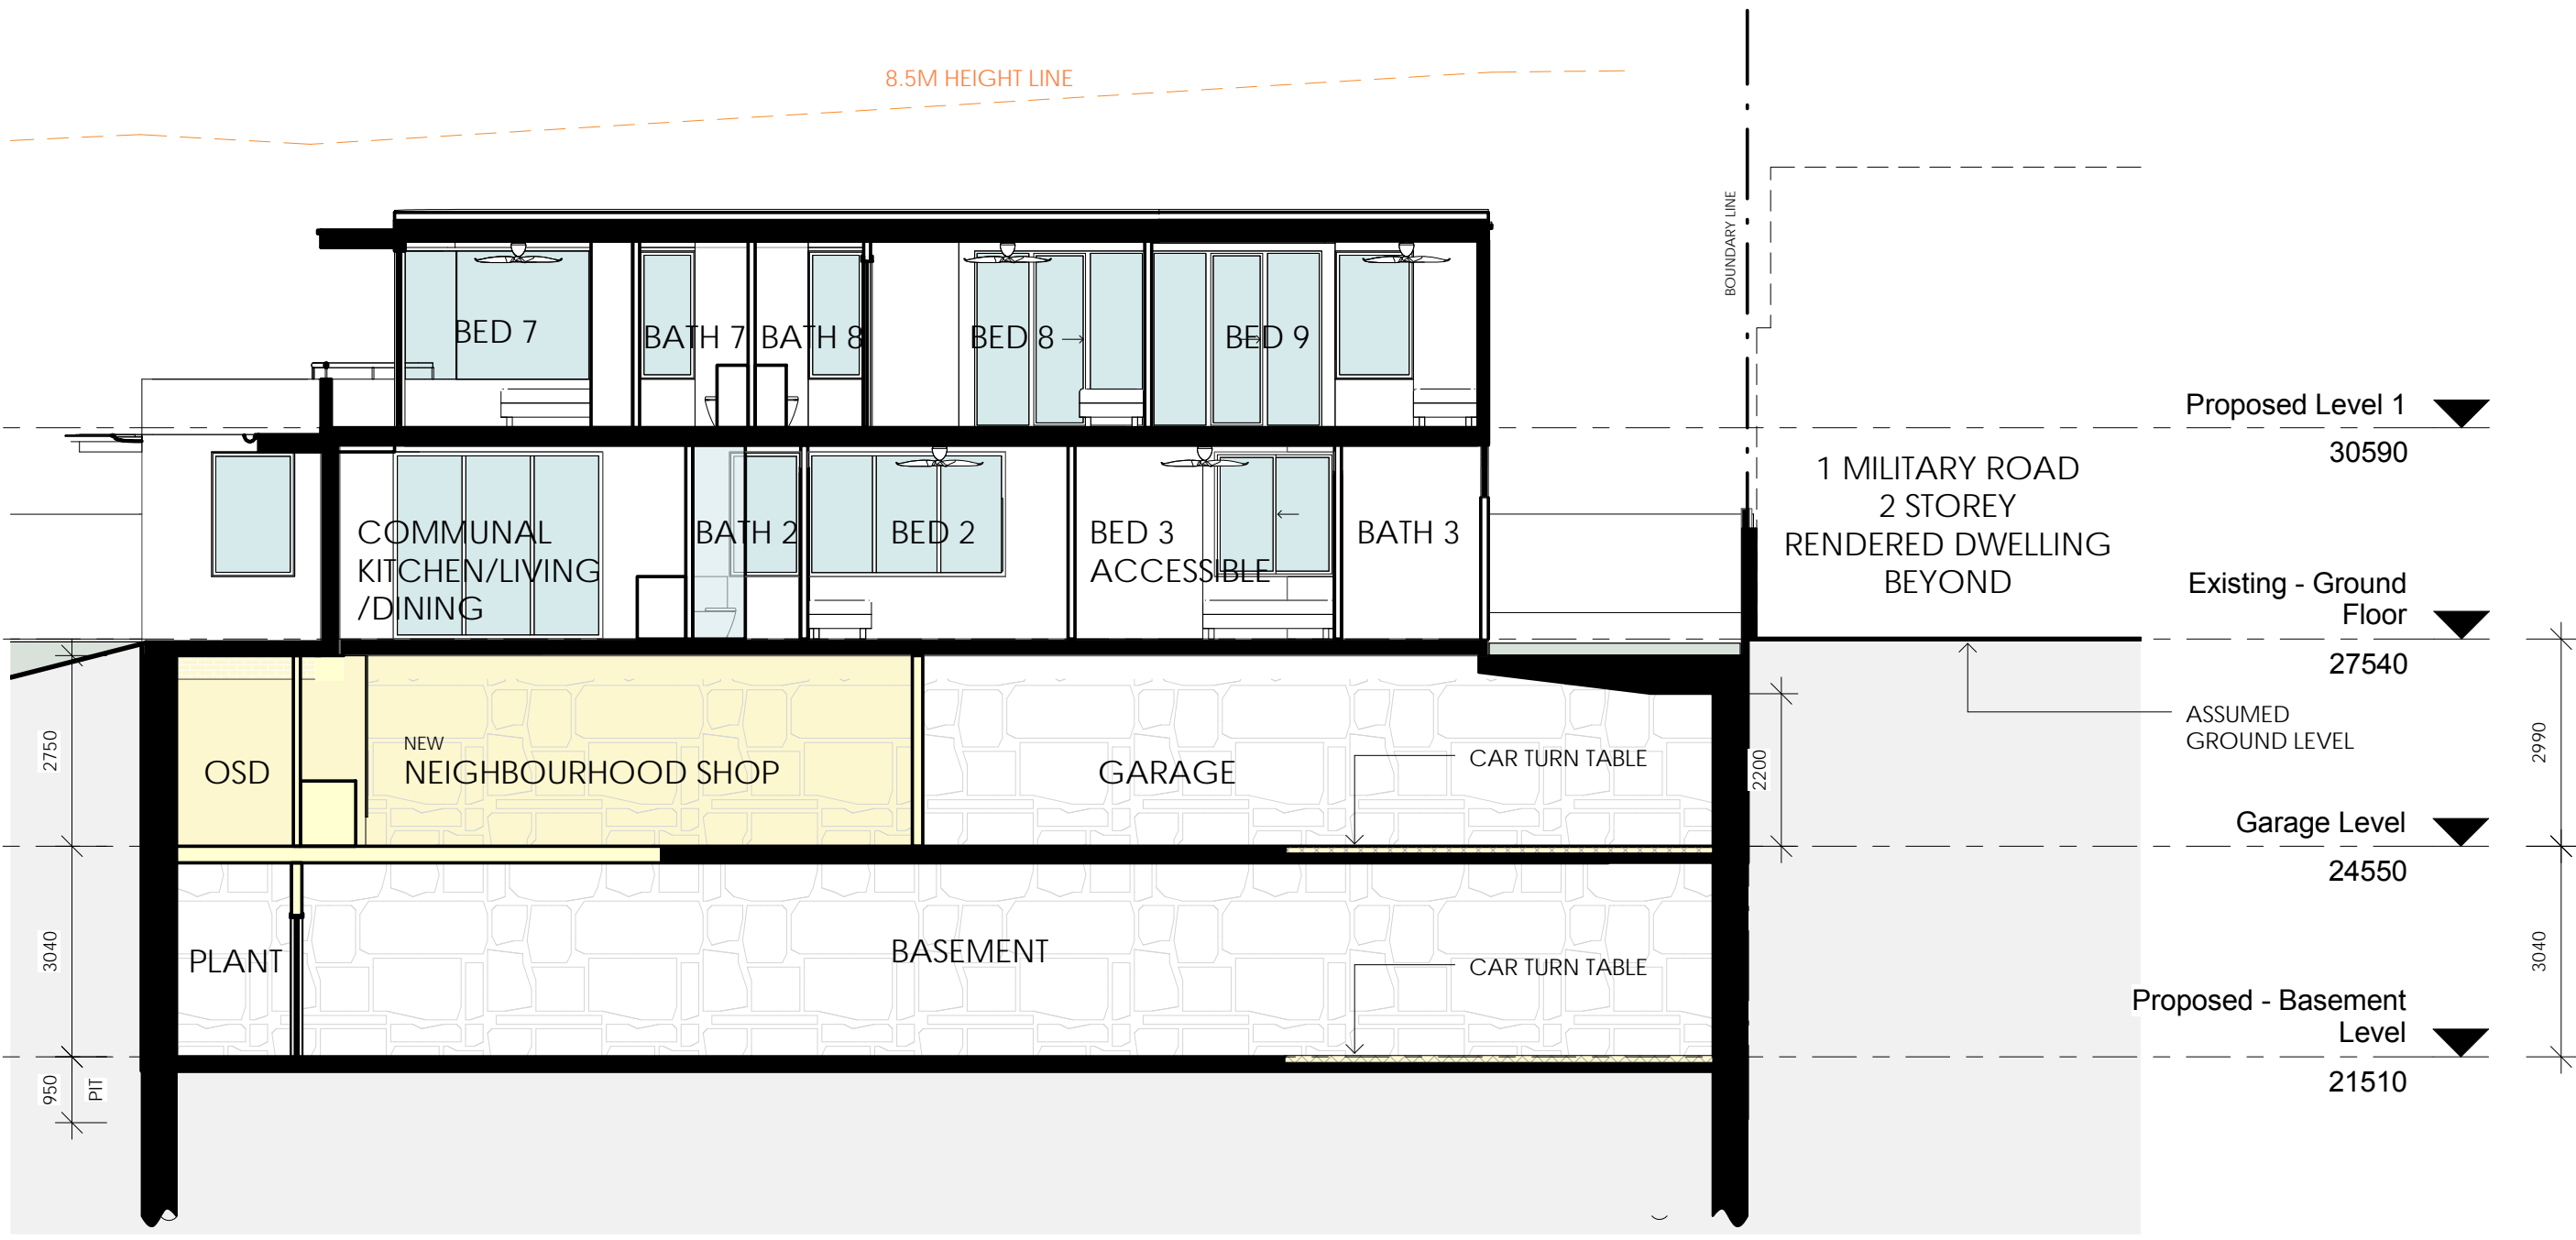 8.5M HEIGHT LINE
BOUNDARY LINE
BED 7
BATH 7
BATH 8
BED 8
BED 9
Proposed Level 1
30590
1 MILITARY ROAD
2 STOREY
RENDERED DWELLING
BEYOND
COMMUNAL
KITCHEN/LIVING
/DINING
BATH 2
BED 2
BED 3
ACCESSIBLE
BATH 3
Existing - Ground
Floor
27540
ASSUMED
GROUND LEVEL
2750
OSD
NEW
NEIGHBOURHOOD SHOP
GARAGE
CAR TURN TABLE
2200
2990
Garage Level
24550
3040
PLANT
BASEMENT
CAR TURN TABLE
3040
Proposed - Basement
Level
21510
950
PIT